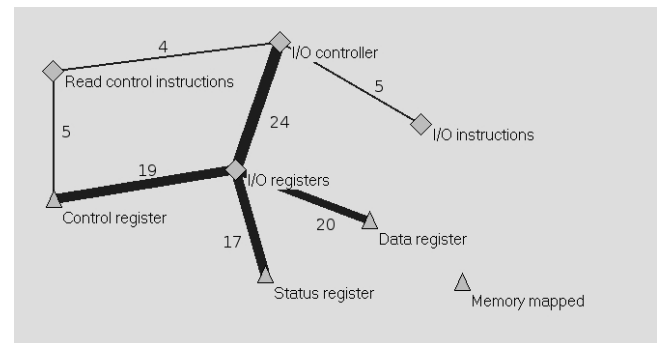 4
I/O controller
Read control instructions
5
24
I/O instructions
5
19
I/O registers
Control register
20
17
Data register
Status register
Memory mapped